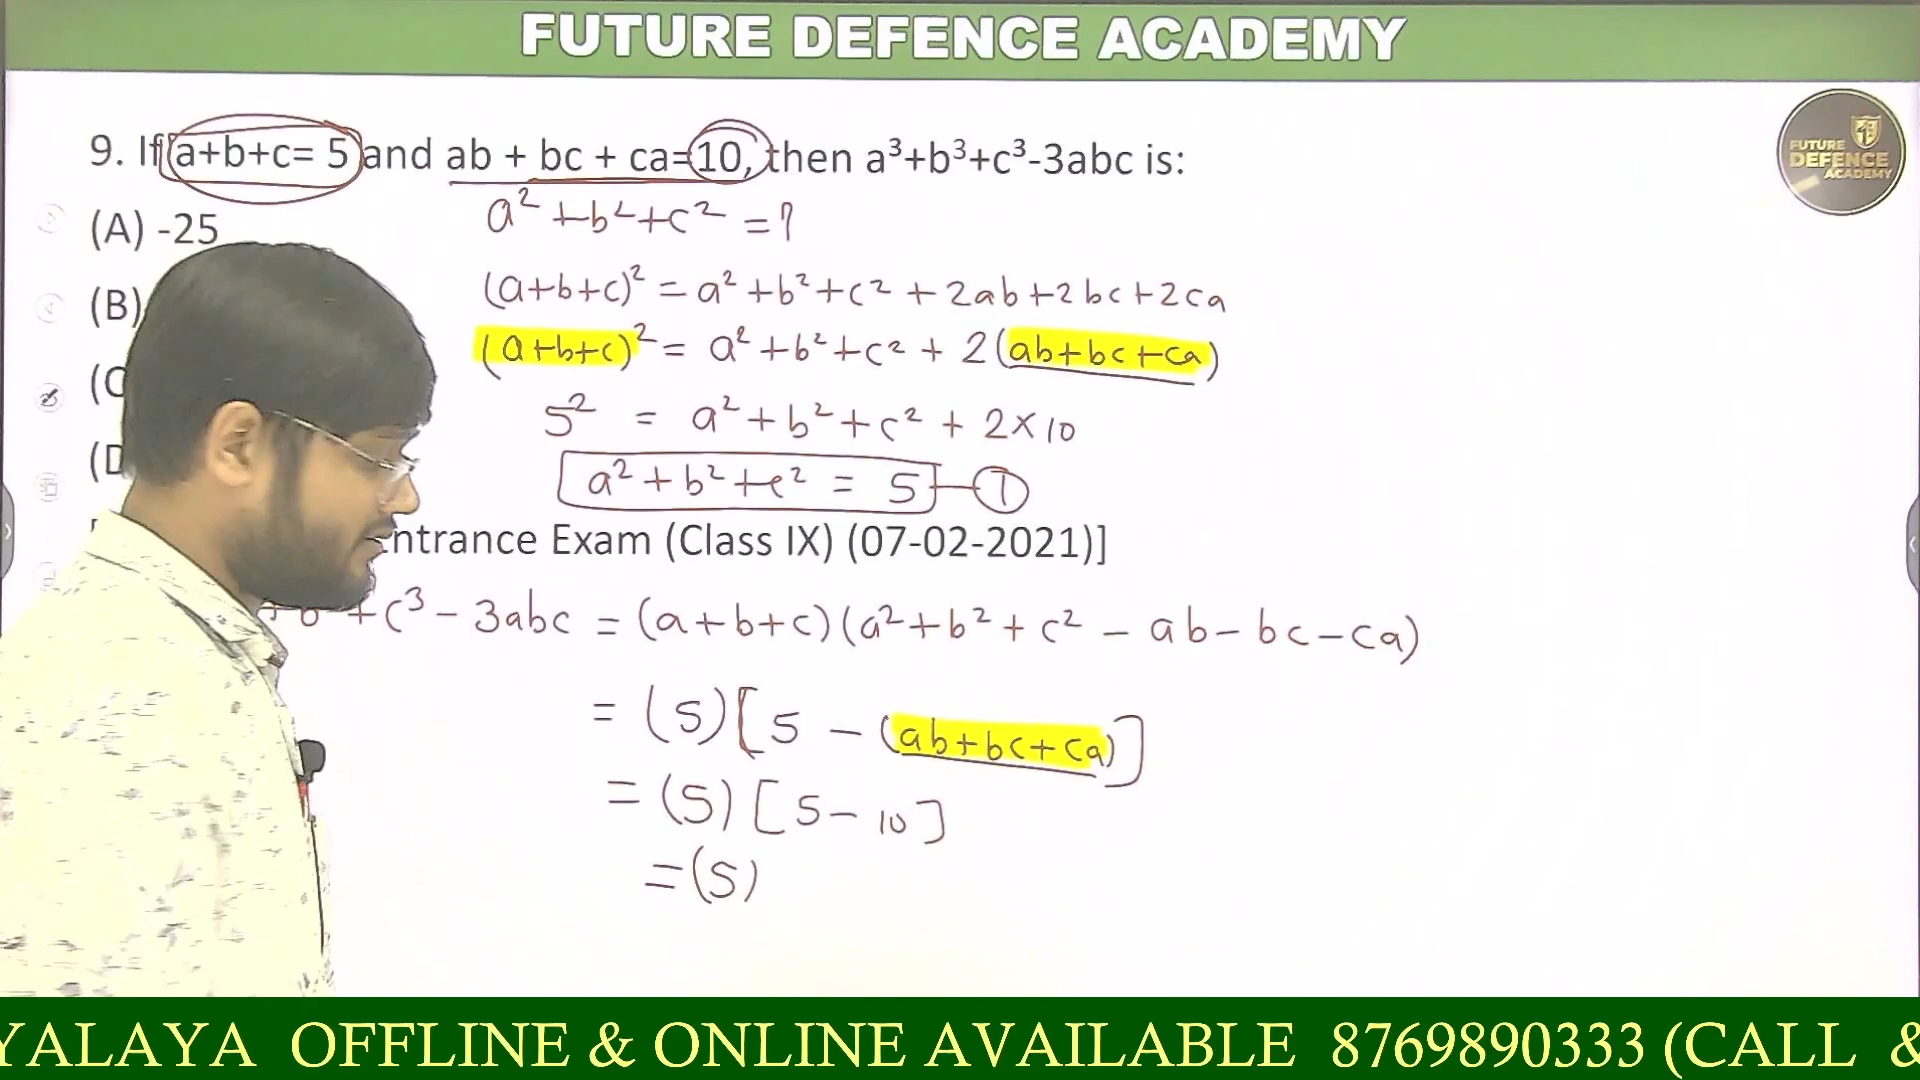 FUTURE DEFENCE ACADEMY
9. If a+b+c= 5 and ab + bc + ca=10, then a³+b³+c³-3abc is:
FUTURE
DEFENCE
ACADEMY
a² + b² + c² = ?
(A) -25
(a+b+c)² = a² + b² + c² + 2ab + 2bc + 2ca
(B)
(a+b+c)² = a² + b² + c² + 2(ab+bc+ca)
(C
5² = a² + b² + c² + 2×10
(D
a² + b² + c² = 5 — ①
ntrance Exam (Class IX) (07-02-2021)]
+ b³ + c³ - 3abc = (a+b+c)(a² + b² + c² - ab - bc - ca)
= (5)[5 - (ab+bc+ca)]
= (5)[5-10]
= (5)
YALAYA OFFLINE & ONLINE AVAILABLE 8769890333 (CALL &